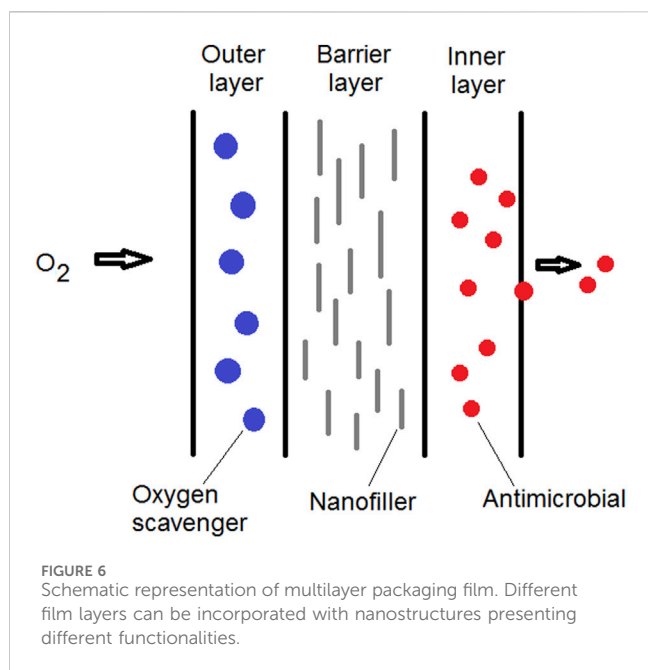 Outer layer
Barrier layer
Inner layer
O2
Oxygen scavenger
Nanofiller
Antimicrobial
FIGURE 6
Schematic representation of multilayer packaging film. Different
film layers can be incorporated with nanostructures presenting
different functionalities.